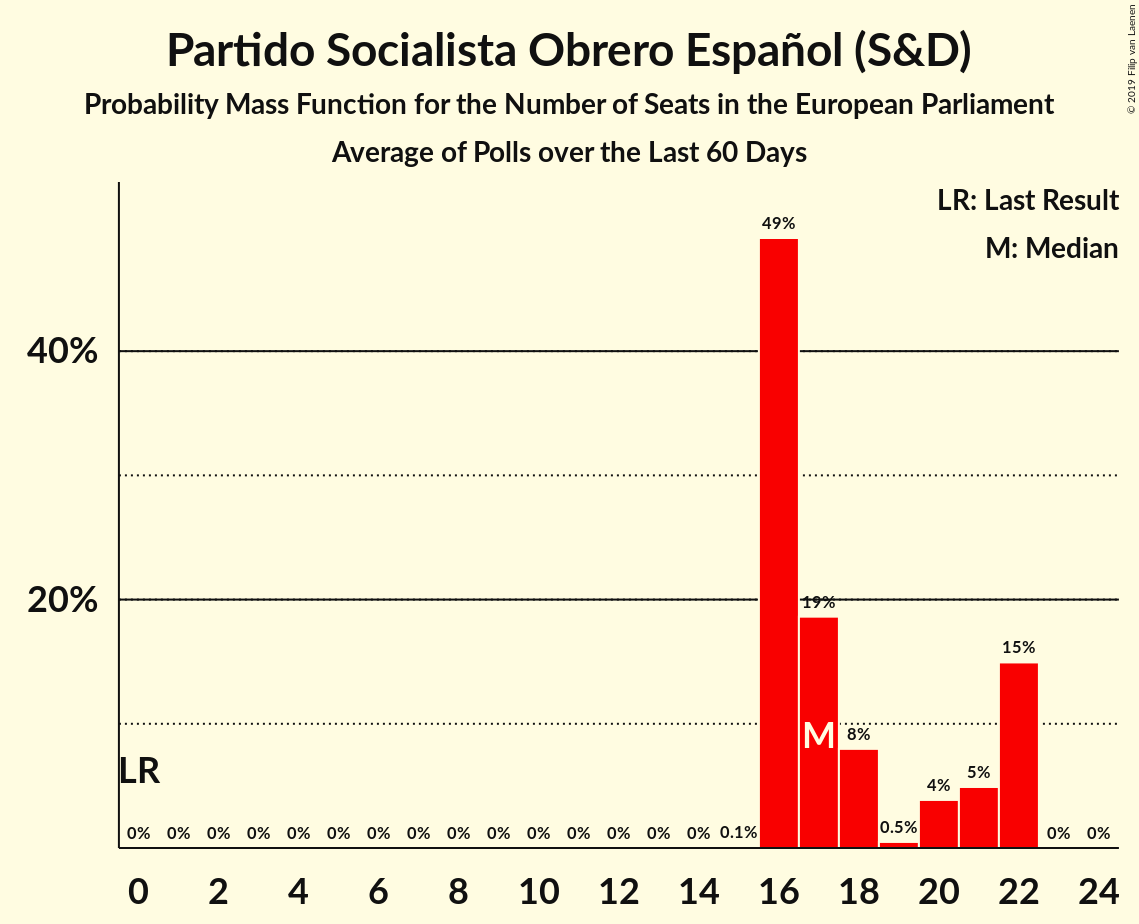 Partido Socialista Obrero Español (S&D)
Probability Mass Function for the Number of Seats in the European Parliament
Average of Polls over the Last 60 Days
© 2019 Filip van Laenen
LR: Last Result
M: Median
49%
40%
20%
19%
15%
M
8%
LR
5%
4%
0% 0% 0% 0% 0% 0% 0% 0% 0% 0% 0% 0% 0% 0% 0% 0.1% 0.5% 0% 0%
0 2 4 6 8 10 12 14 16 18 20 22 24